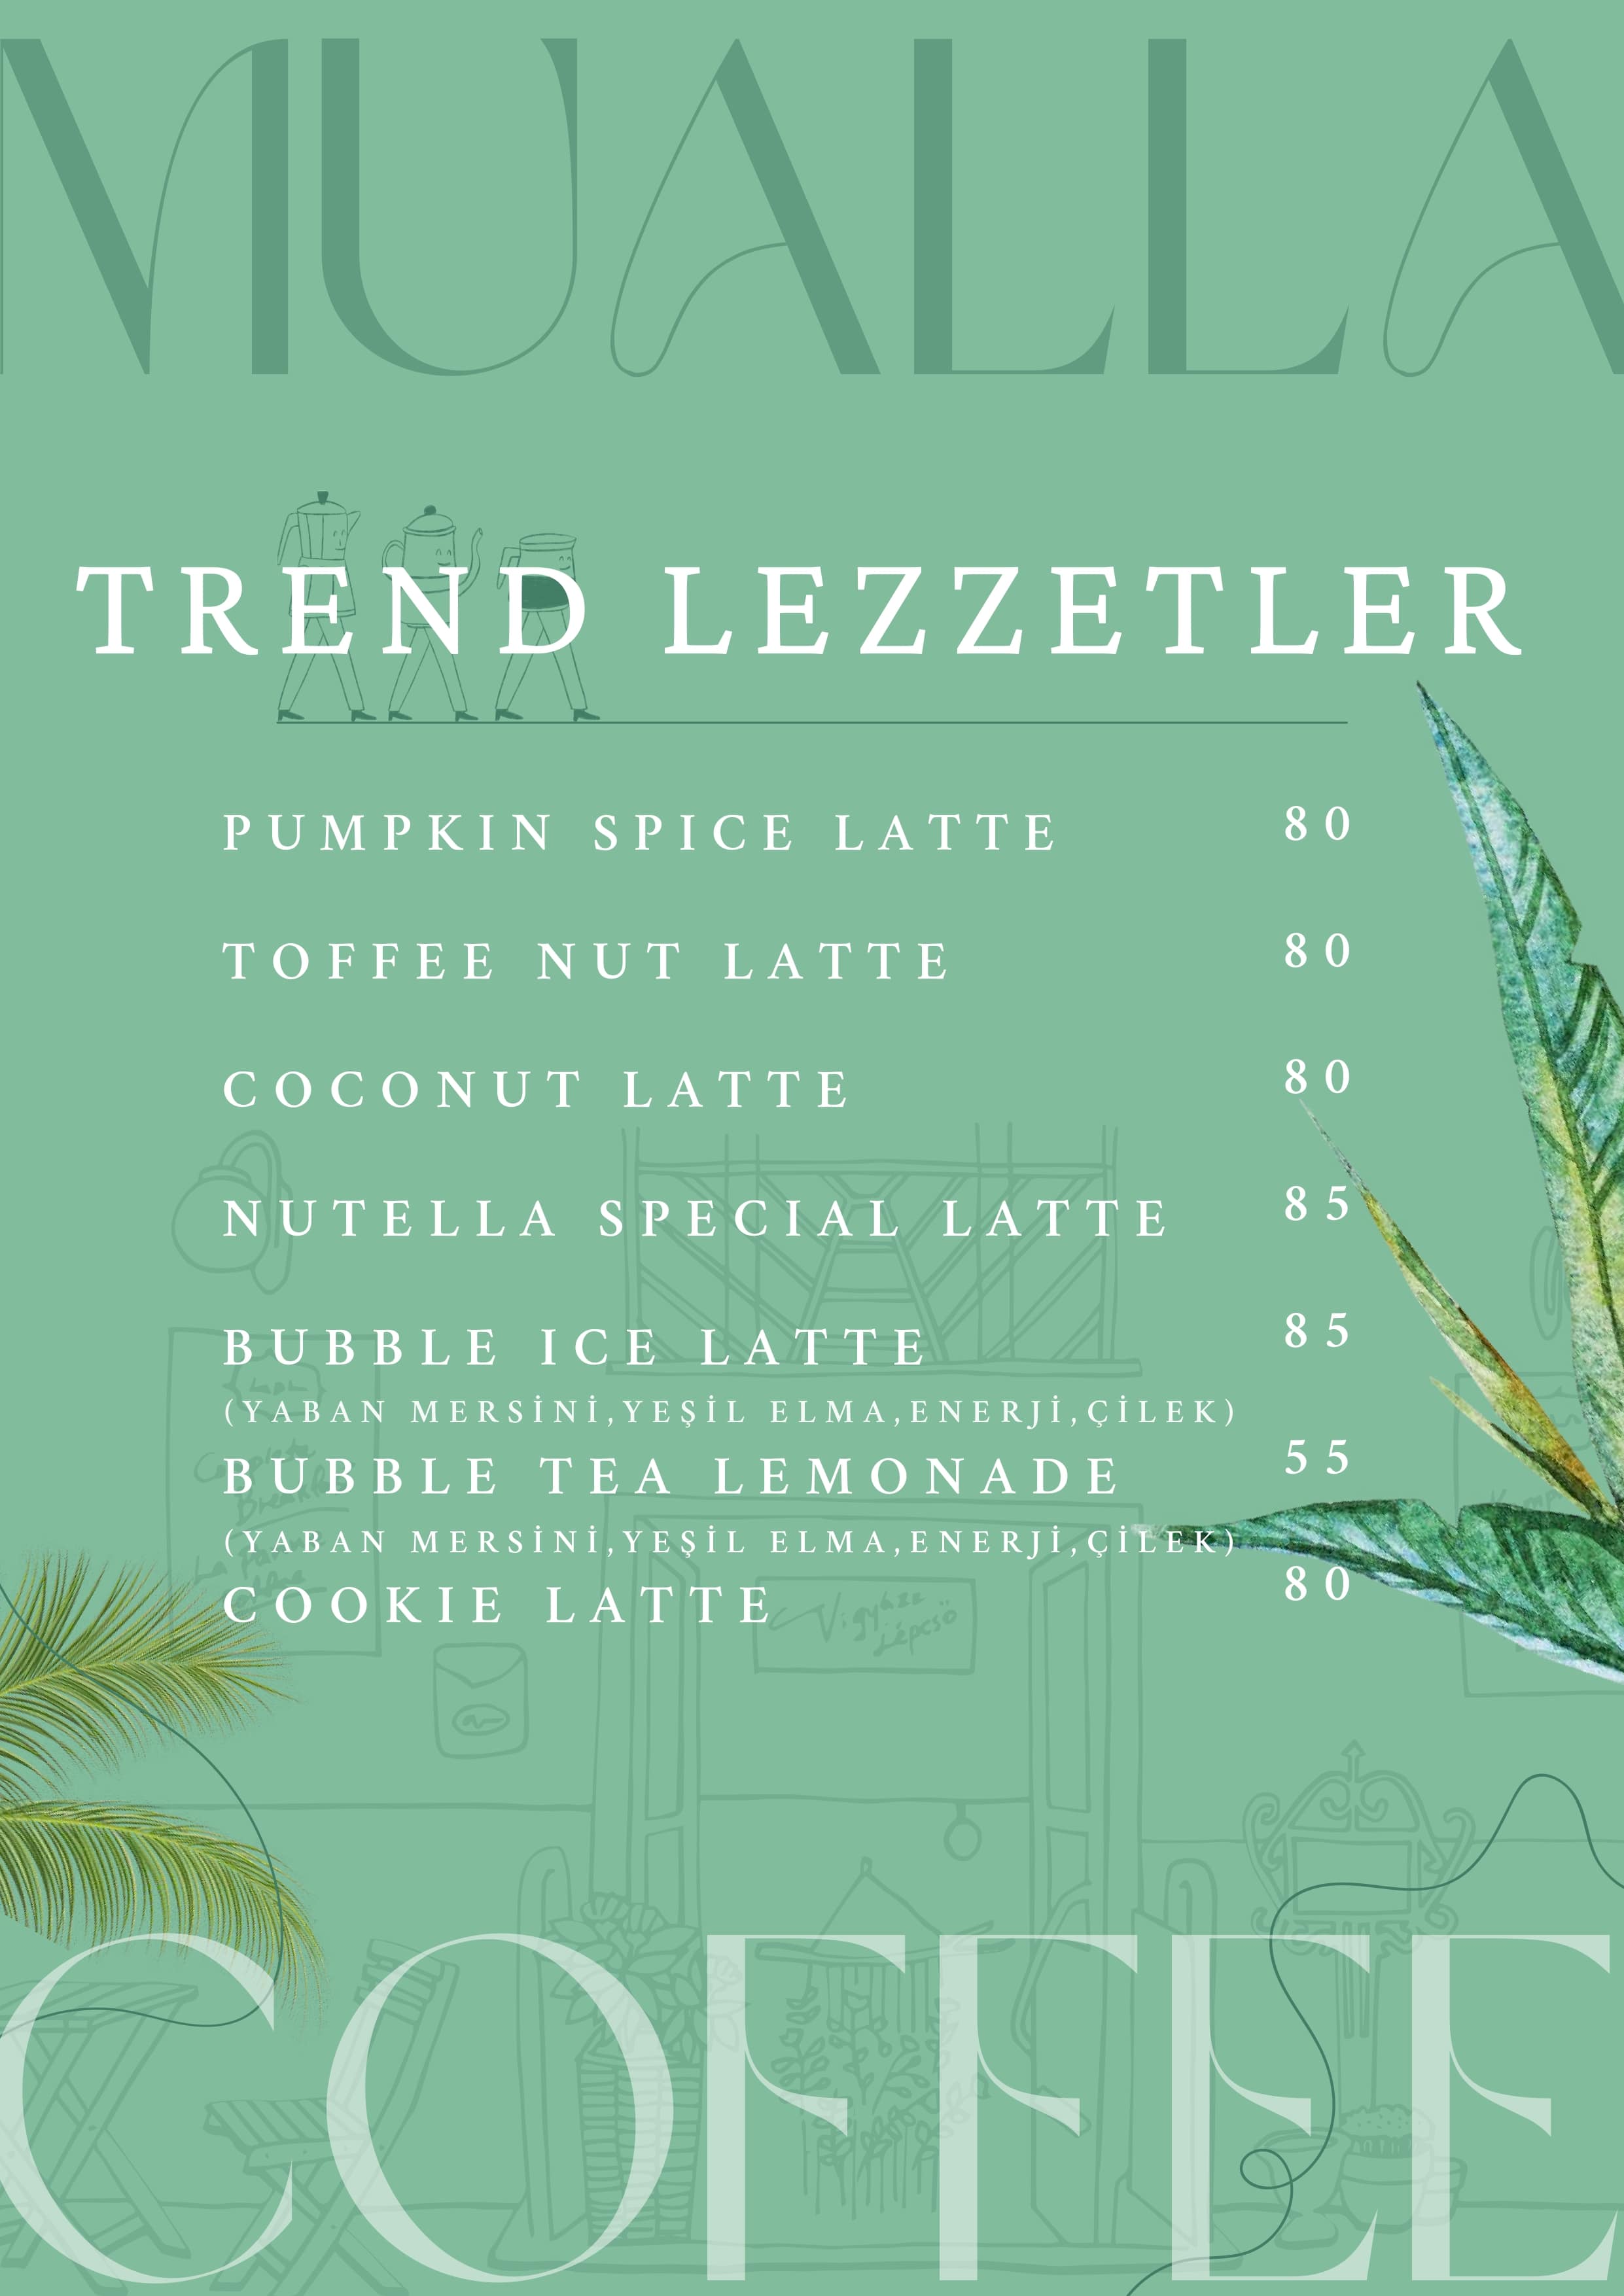 MUALLA
TREND LEZZETLER
PUMPKIN SPICE LATTE 80
TOFFEE NUT LATTE 80
COCONUT LATTE 80
NUTELLA SPECIAL LATTE 85
BUBBLE ICE LATTE 85
(YABAN MERSİNİ,YEŞİL ELMA,ENERJİ,ÇİLEK)
BUBBLE TEA LEMONADE 55
(YABAN MERSİNİ,YEŞİL ELMA,ENERJİ,ÇİLEK)
COOKIE LATTE 80
Vigyázz
Lépcső
COFFEE